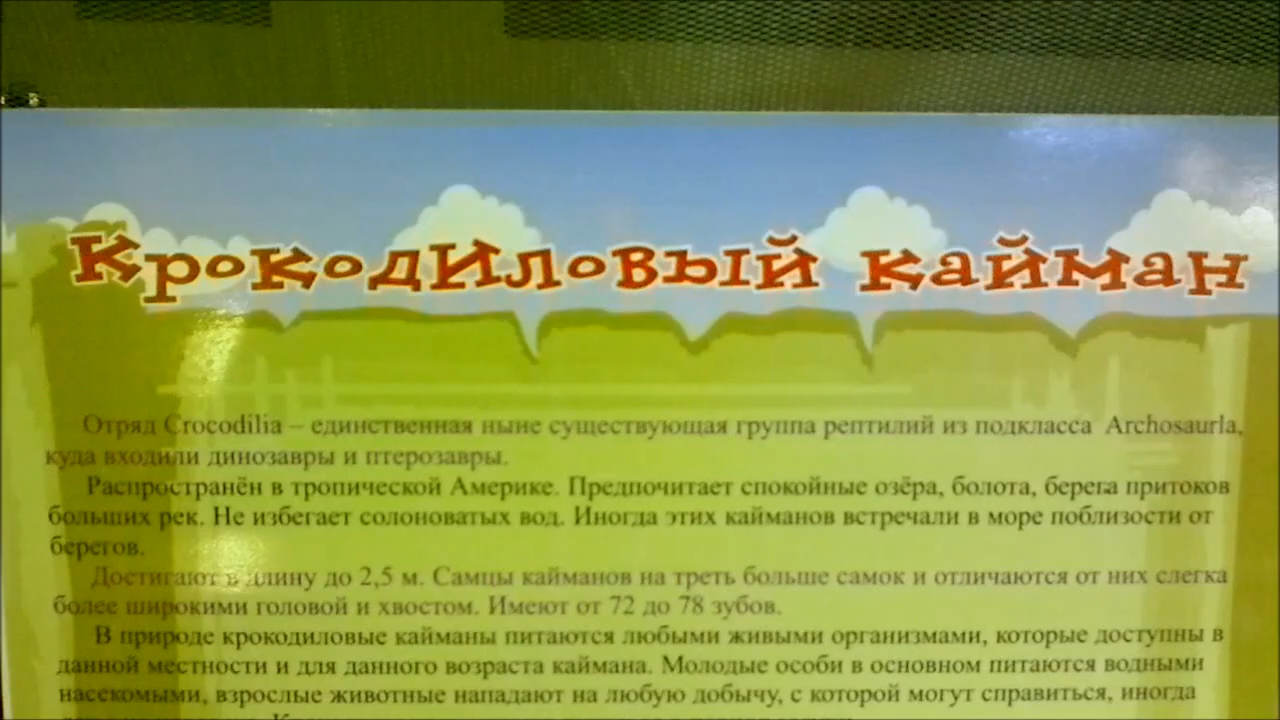 Крокодиловый кайман
Отряд Crocodilia – единственная ныне существующая группа рептилий из подкласса Archosaurla,
куда входили динозавры и птерозавры.
Распространён в тропической Америке. Предпочитает спокойные озёра, болота, берега притоков
больших рек. Не избегает солоноватых вод. Иногда этих кайманов встречали в море поблизости от
берегов.
Достигают в длину до 2,5 м. Самцы кайманов на треть больше самок и отличаются от них слегка
более широкими головой и хвостом. Имеют от 72 до 78 зубов.
В природе крокодиловые кайманы питаются любыми живыми организмами, которые доступны в
данной местности и для данного возраста каймана. Молодые особи в основном питаются водными
насекомыми, взрослые животные нападают на любую добычу, с которой могут справиться, иногда